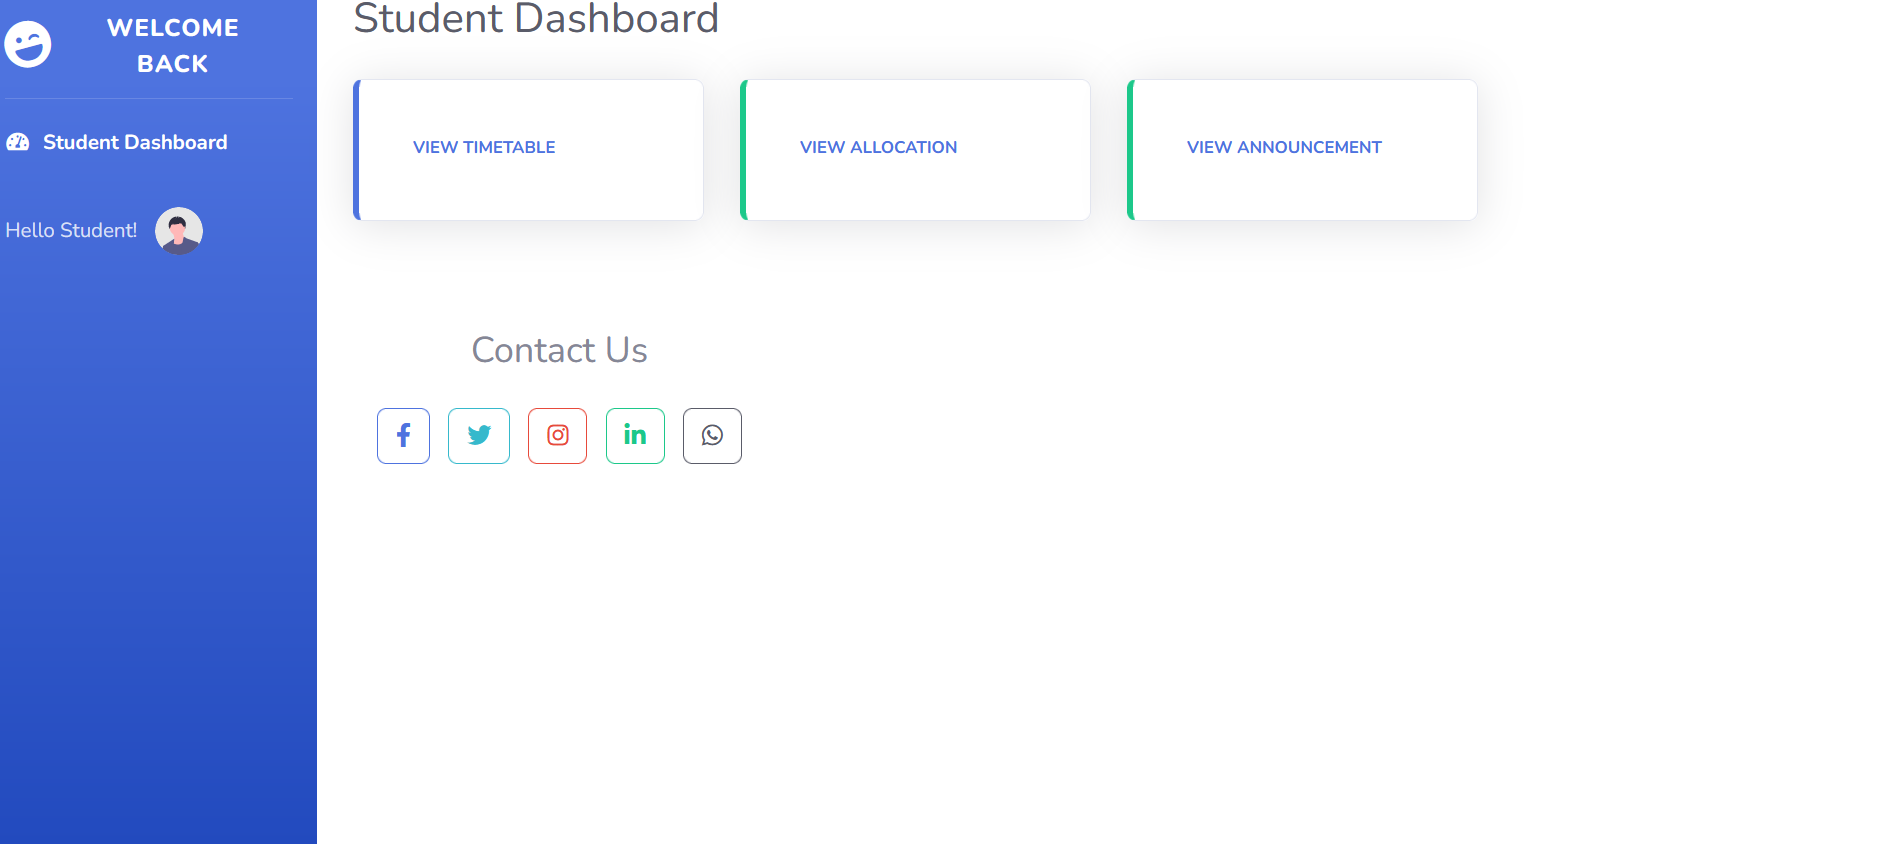 WELCOME
BACK
Student Dashboard
Hello Student!
Student Dashboard
VIEW TIMETABLE
VIEW ALLOCATION
VIEW ANNOUNCEMENT
Contact Us